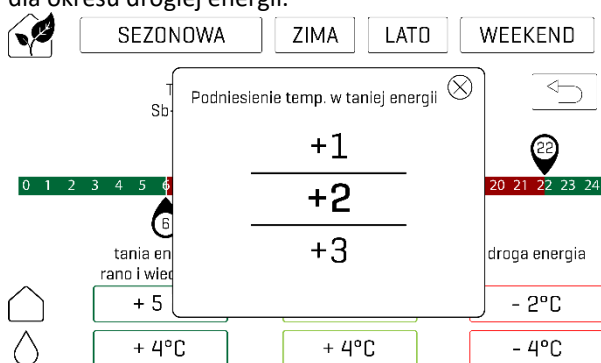 dla okresu drogiej energii.
SEZONOWA ZIMA LATO WEEKEND
Podniesienie temp. w taniej energii
Sb-
+1
22
0 1 2 3 4 5 6 20 21 22 23 24
+2
6
+3
tania en droga energia
rano i wie
+ 5 - 2°C
+ 4°C + 4°C - 4°C